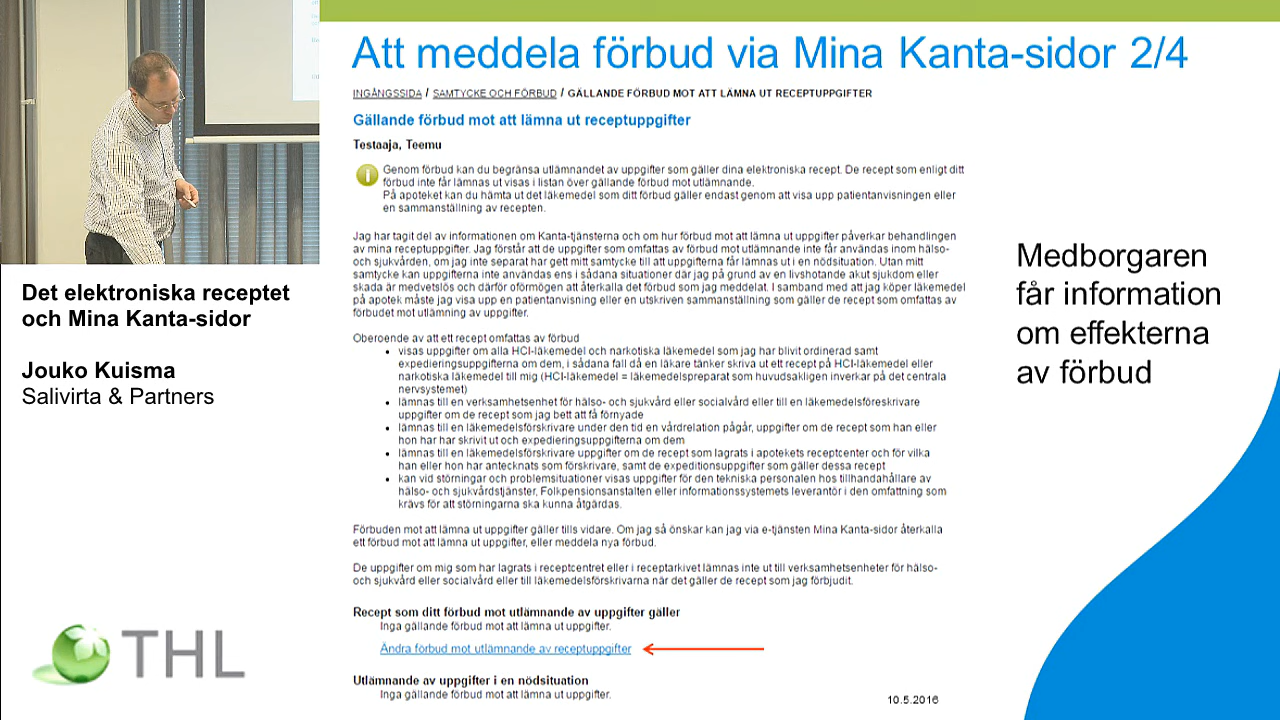 Att meddela förbud via Mina Kanta-sidor 2/4
INGÅNGSSIDA / SAMTYCKE OCH FÖRBUD / GÄLLANDE FÖRBUD MOT ATT LÄMNA UT RECEPTUPPGIFTER
Gällande förbud mot att lämna ut receptuppgifter
Testaaja, Teemu
Genom förbud kan du begränsa utlämnandet av uppgifter som gäller dina elektroniska recept. De recept som enligt ditt
förbud inte får lämnas ut visas i listan över gällande förbud mot utlämnande.
På apoteket kan du hämta ut det läkemedel som ditt förbud gäller endast genom att visa upp patientanvisningen eller
en sammanställning av recepten.
Jag har tagit del av informationen om Kanta-tjänsterna och om hur förbud mot att lämna ut uppgifter påverkar behandlingen
av mina receptuppgifter. Jag förstår att de uppgifter som omfattas av förbud mot utlämnande inte får användas inom hälso-
och sjukvården, om jag inte separat har gett mitt samtycke till att uppgifterna får lämnas ut i en nödsituation. Utan mitt
samtycke kan uppgifterna inte användas ens i sådana situationer där jag på grund av en livshotande akut sjukdom eller
skada är medvetslös och därför oförmögen att återkalla det förbud som jag meddelat. I samband med att jag köper läkemedel
på apotek måste jag visa upp en patientanvisning eller en utskriven sammanställning som gäller de recept som omfattas av
förbudet mot utlämning av uppgifter.
Oberoende av att ett recept omfattas av förbud
• visas uppgifter om alla HCI-läkemedel och narkotiska läkemedel som jag har blivit ordinerad samt
expedieringsuppgifterna om dem, i sådana fall då en läkare tänker skriva ut ett recept på HCI-läkemedel eller
narkotiska läkemedel till mig (HCI-läkemedel = läkemedelspreparat som huvudsakligen inverkar på det centrala
nervsystemet)
• lämnas till en verksamhetsenhet för hälso- och sjukvård eller socialvård eller till en läkemedelsföreskrivare
uppgifter om de recept som jag bett att få förnyade
• lämnas till en läkemedelsförskrivare under den tid en vårdrelation pågår, uppgifter om de recept som han eller
hon har har skrivit ut och expedieringsuppgifterna om dem
• lämnas till en läkemedelsförskrivare uppgifter om de recept som lagrats i apotekets receptcenter och för vilka
han eller hon har antecknats som förskrivare, samt de expeditionsuppgifter som gäller dessa recept
• kan vid störningar och problemsituationer visas uppgifter för den tekniska personalen hos tillhandahållare av
hälso- och sjukvårdstjänster, Folkpensionsanstalten eller informationssystemets leverantör i den omfattning som
krävs för att störningarna ska kunna åtgärdas.
Förbuden mot att lämna ut uppgifter gäller tills vidare. Om jag så önskar kan jag via e-tjänsten Mina Kanta-sidor återkalla
ett förbud mot att lämna ut uppgifter, eller meddela nya förbud.
De uppgifter om mig som har lagrats i receptcentret eller i receptarkivet lämnas inte ut till verksamhetsenheter för hälso-
och sjukvård eller socialvård eller till läkemedelsförskrivarna när det gäller de recept som jag förbjudit.
Recept som ditt förbud mot utlämnande av uppgifter gäller
Inga gällande förbud mot att lämna ut uppgifter.
Ändra förbud mot utlämnande av receptuppgifter
Utlämnande av uppgifter i en nödsituation
Inga gällande förbud mot att lämna ut uppgifter.
10.5.2016
Medborgaren
får information
om effekterna
av förbud
Det elektroniska receptet
och Mina Kanta-sidor
Jouko Kuisma
Salivirta & Partners
THL